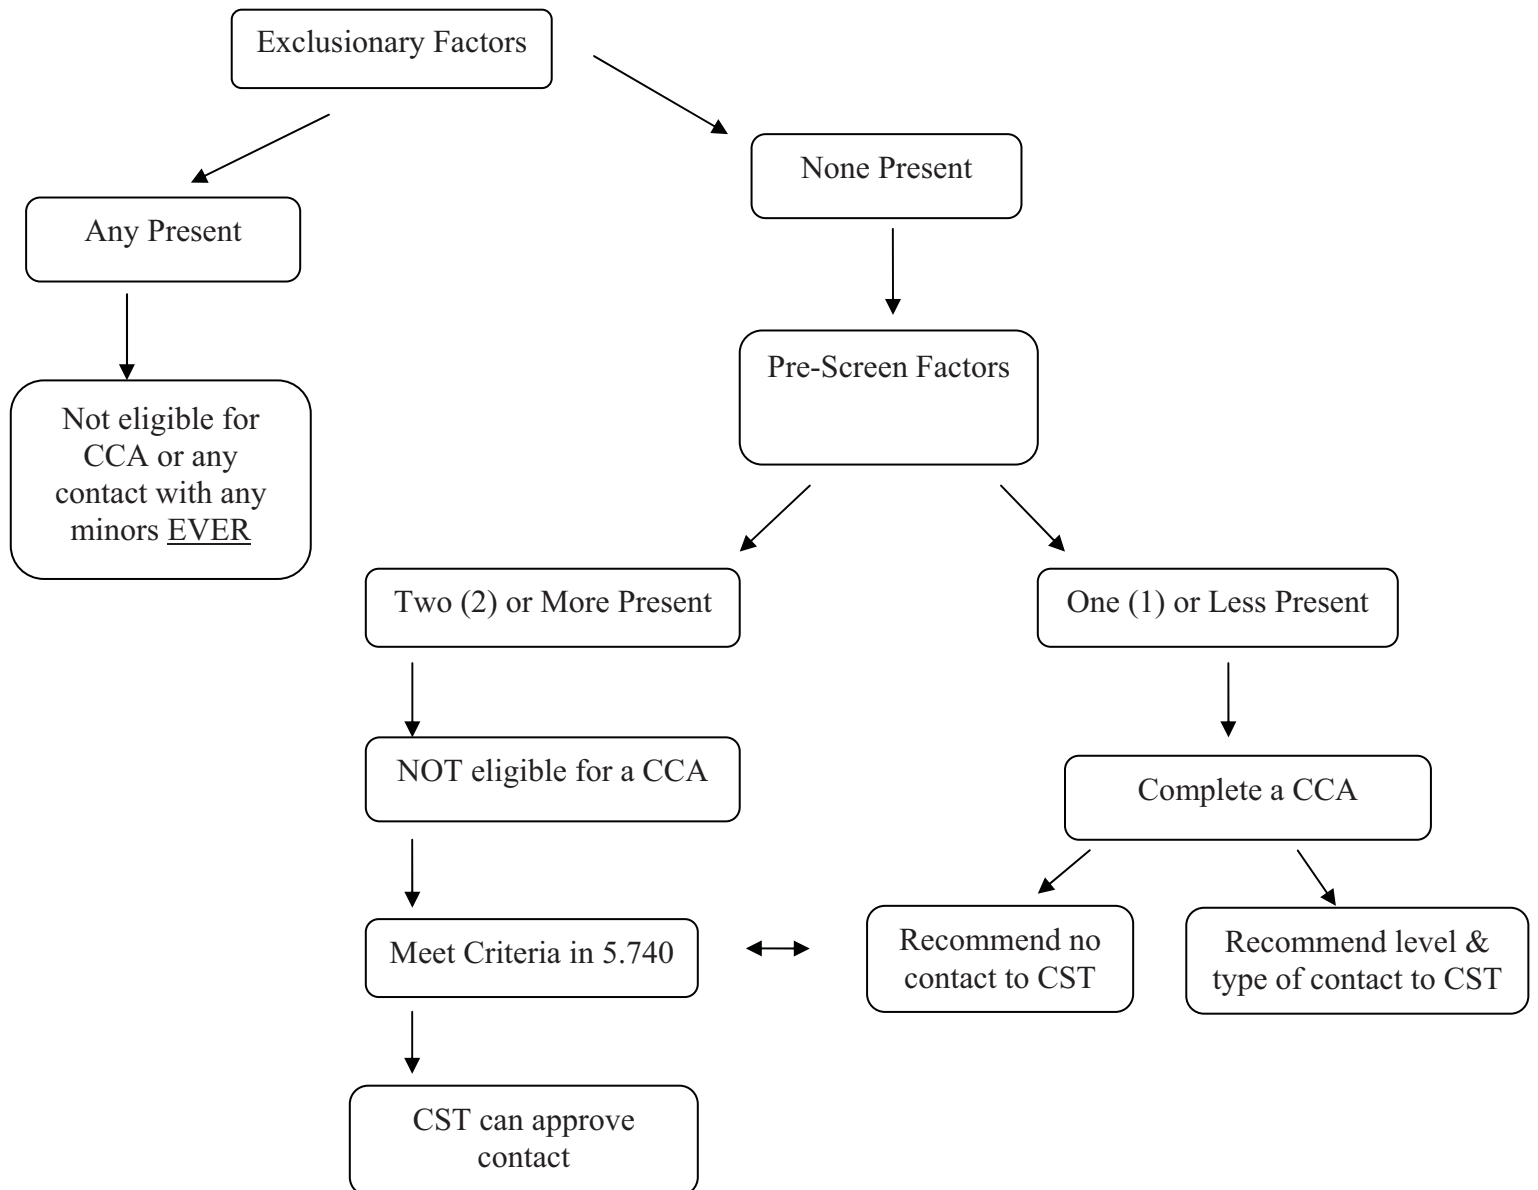 Exclusionary Factors
None Present
Any Present
Pre-Screen Factors
Not eligible for
CCA or any
contact with any
minors EVER
Two (2) or More Present
One (1) or Less Present
NOT eligible for a CCA
Complete a CCA
Meet Criteria in 5.740
Recommend no
contact to CST
Recommend level &
type of contact to CST
CST can approve
contact